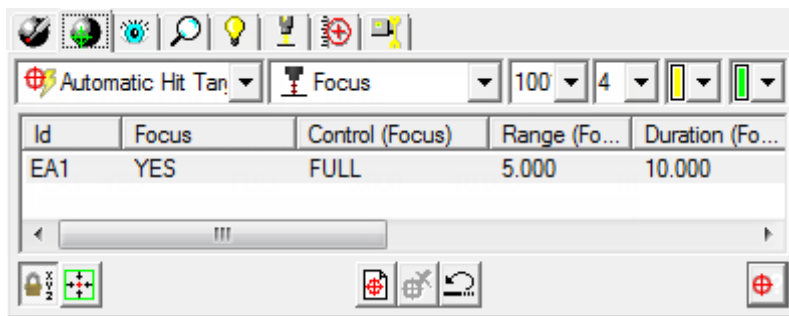 Automatic Hit Tar Focus 100 4
Id Focus Control (Focus) Range (Fo... Duration (Fo...
EA1 YES FULL 5.000 10.000
X
Y
Z